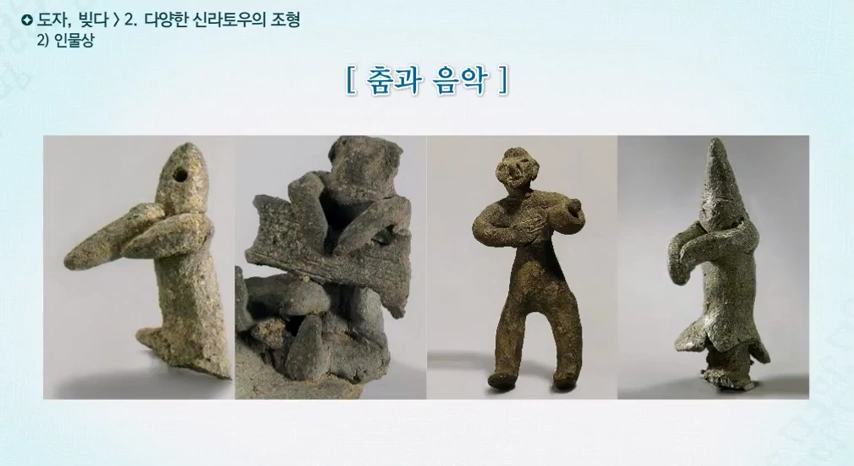 도자, 빚다 > 2. 다양한 신라토우의 조형
2) 인물상
[ 춤과 음악 ]